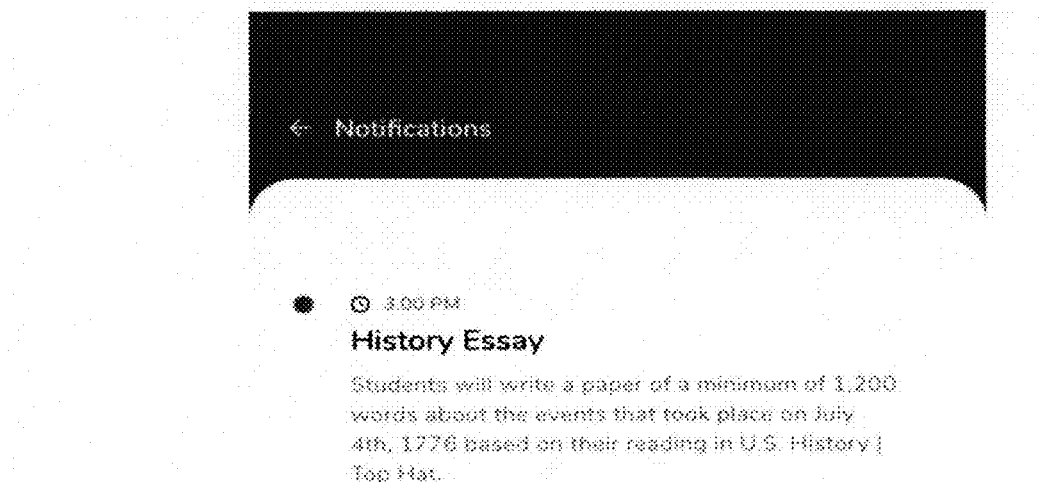 ← Notifications
3.00 PM
History Essay
Students will write a paper of a minimum of 1,200
words about the events that took place on July
4th, 1776 based on their reading in U.S. History |
Top Hat.